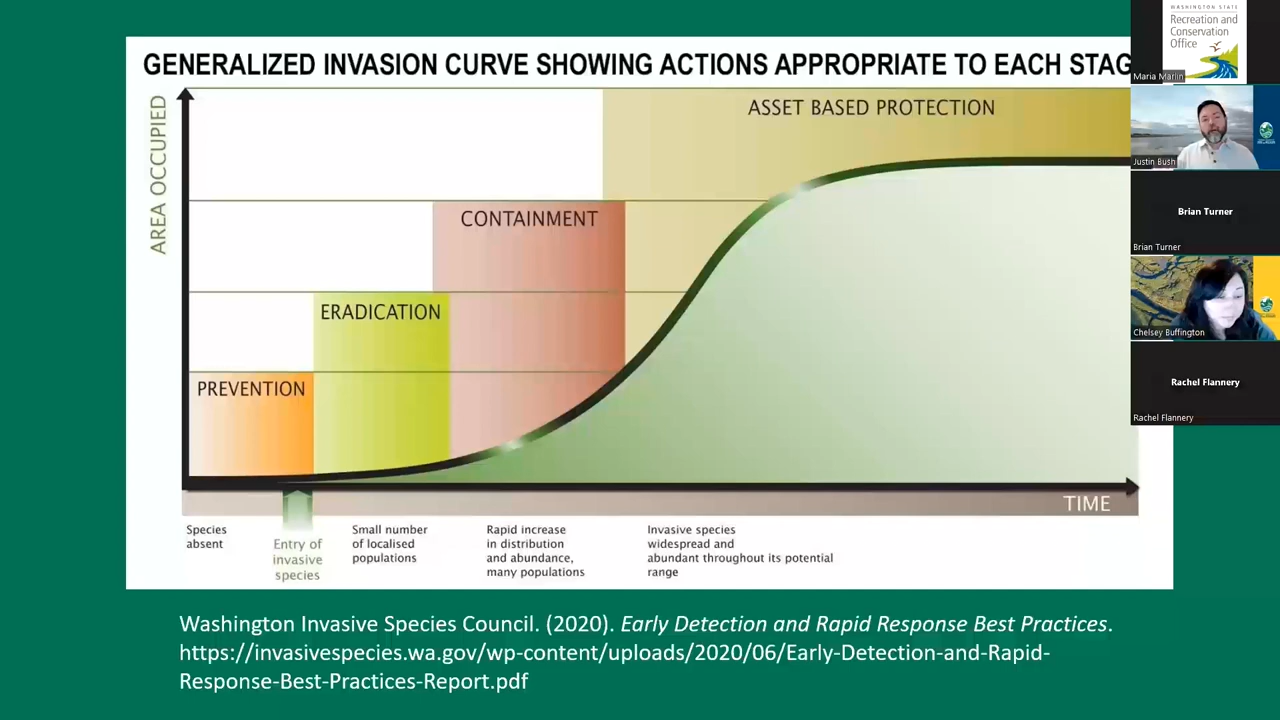 GENERALIZED INVASION CURVE SHOWING ACTIONS APPROPRIATE TO EACH STAG
AREA OCCUPIED
ASSET BASED PROTECTION
CONTAINMENT
ERADICATION
PREVENTION
TIME
Species
absent
Entry of
invasive
species
Small number
of localised
populations
Rapid increase
in distribution
and abundance,
many populations
Invasive species
widespread and
abundant throughout its potential
range
Washington Invasive Species Council. (2020). Early Detection and Rapid Response Best Practices.
https://invasivespecies.wa.gov/wp-content/uploads/2020/06/Early-Detection-and-Rapid-
Response-Best-Practices-Report.pdf
WASHINGTON STATE
Recreation and
Conservation
Office
Maria Marlin
Justin Bush
Brian Turner
Brian Turner
Chelsey Buffington
Rachel Flannery
Rachel Flannery